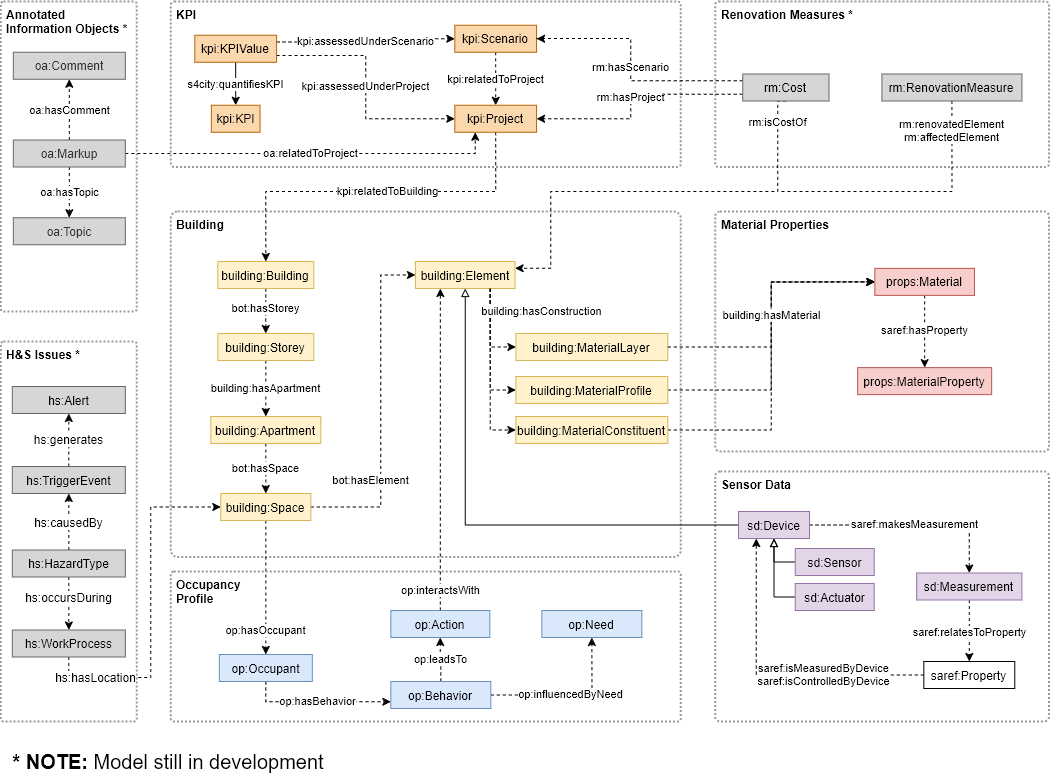 Annotated
Information Objects *
oa:Comment
oa:hasComment
oa:Markup
oa:hasTopic
oa:Topic
oa:relatedToProject
KPI
kpi:KPIValue
kpi:assessedUnderScenario
kpi:Scenario
s4city:quantifiesKPI
kpi:assessedUnderProject
kpi:relatedToProject
kpi:KPI
kpi:Project
kpi:relatedToBuilding
Renovation Measures *
rm:hasScenario
rm:hasProject
rm:Cost
rm:RenovationMeasure
rm:isCostOf
rm:renovatedElement
rm:affectedElement
H&S Issues *
hs:Alert
hs:generates
hs:TriggerEvent
hs:causedBy
hs:HazardType
hs:occursDuring
hs:WorkProcess
hs:hasLocation
Building
building:Building
bot:hasStorey
building:Storey
building:hasApartment
building:Apartment
bot:hasSpace
building:Space
bot:hasElement
building:Element
building:hasConstruction
building:MaterialLayer
building:MaterialProfile
building:MaterialConstituent
Material Properties
building:hasMaterial
props:Material
saref:hasProperty
props:MaterialProperty
Occupancy
Profile
op:hasOccupant
op:Occupant
op:hasBehavior
op:interactsWith
op:Action
op:leadsTo
op:Behavior
op:Need
op:influencedByNeed
Sensor Data
sd:Device
saref:makesMeasurement
sd:Sensor
sd:Actuator
sd:Measurement
saref:relatesToProperty
saref:isMeasuredByDevice
saref:isControlledByDevice
saref:Property
* NOTE: Model still in development